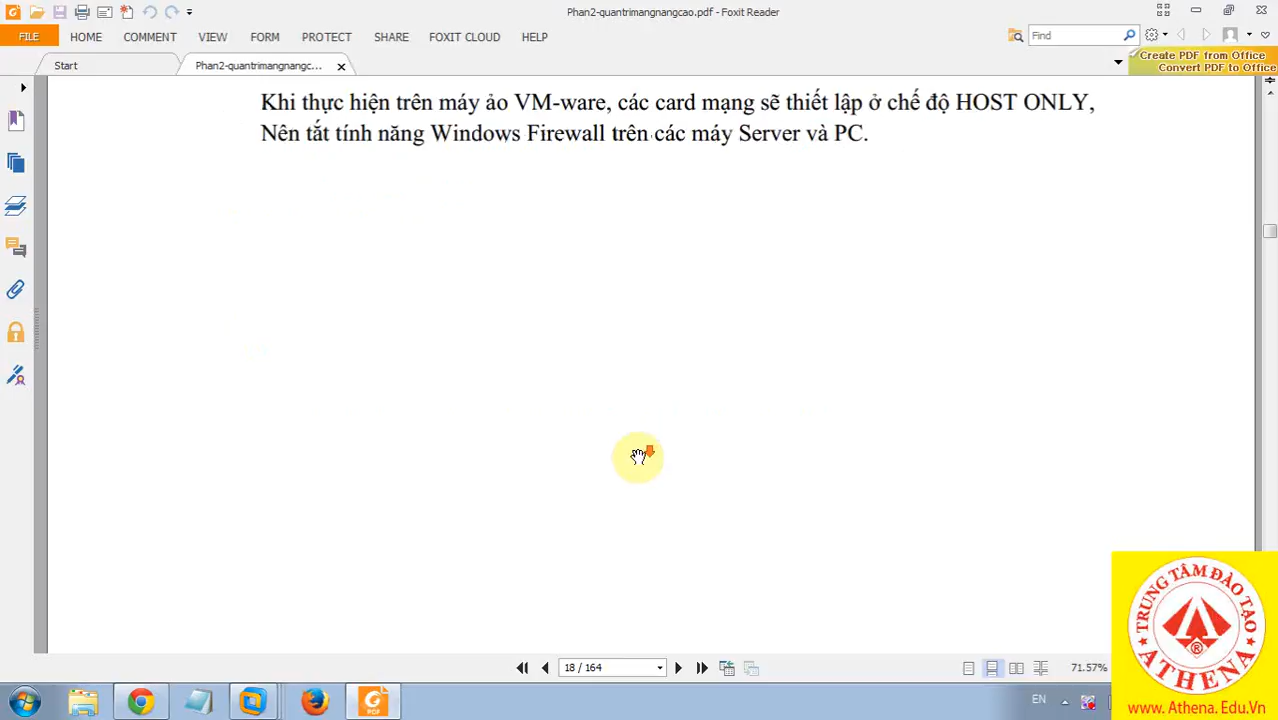 Phan2-quantrimangnangcao.pdf - Foxit Reader
FILE HOME COMMENT VIEW FORM PROTECT SHARE FOXIT CLOUD HELP Find
Start Phan2-quantrimangnangc... Create PDF from Office
Convert PDF to Office
Khi thực hiện trên máy ảo VM-ware, các card mạng sẽ thiết lập ở chế độ HOST ONLY,
Nên tắt tính năng Windows Firewall trên các máy Server và PC.
TRUNG TÂM ĐÀO TẠO
ATHENA
www.Athena.Edu.Vn
18 / 164 71.57%
PDF EN